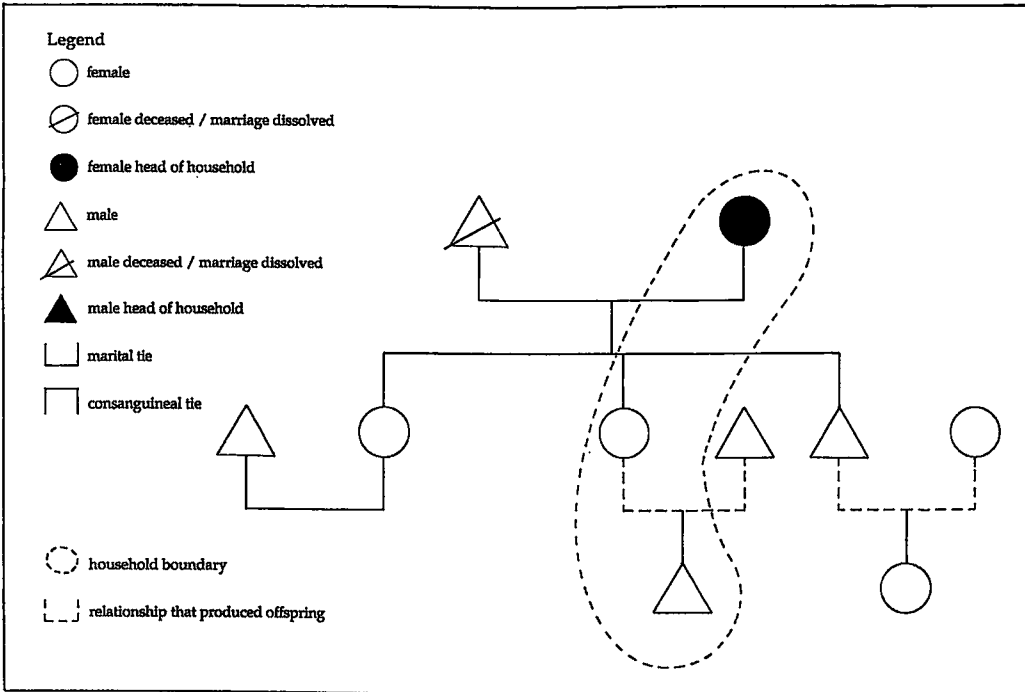 Legend
female
female deceased / marriage dissolved
female head of household
male
male deceased / marriage dissolved
male head of household
marital tie
consanguineal tie
household boundary
relationship that produced offspring